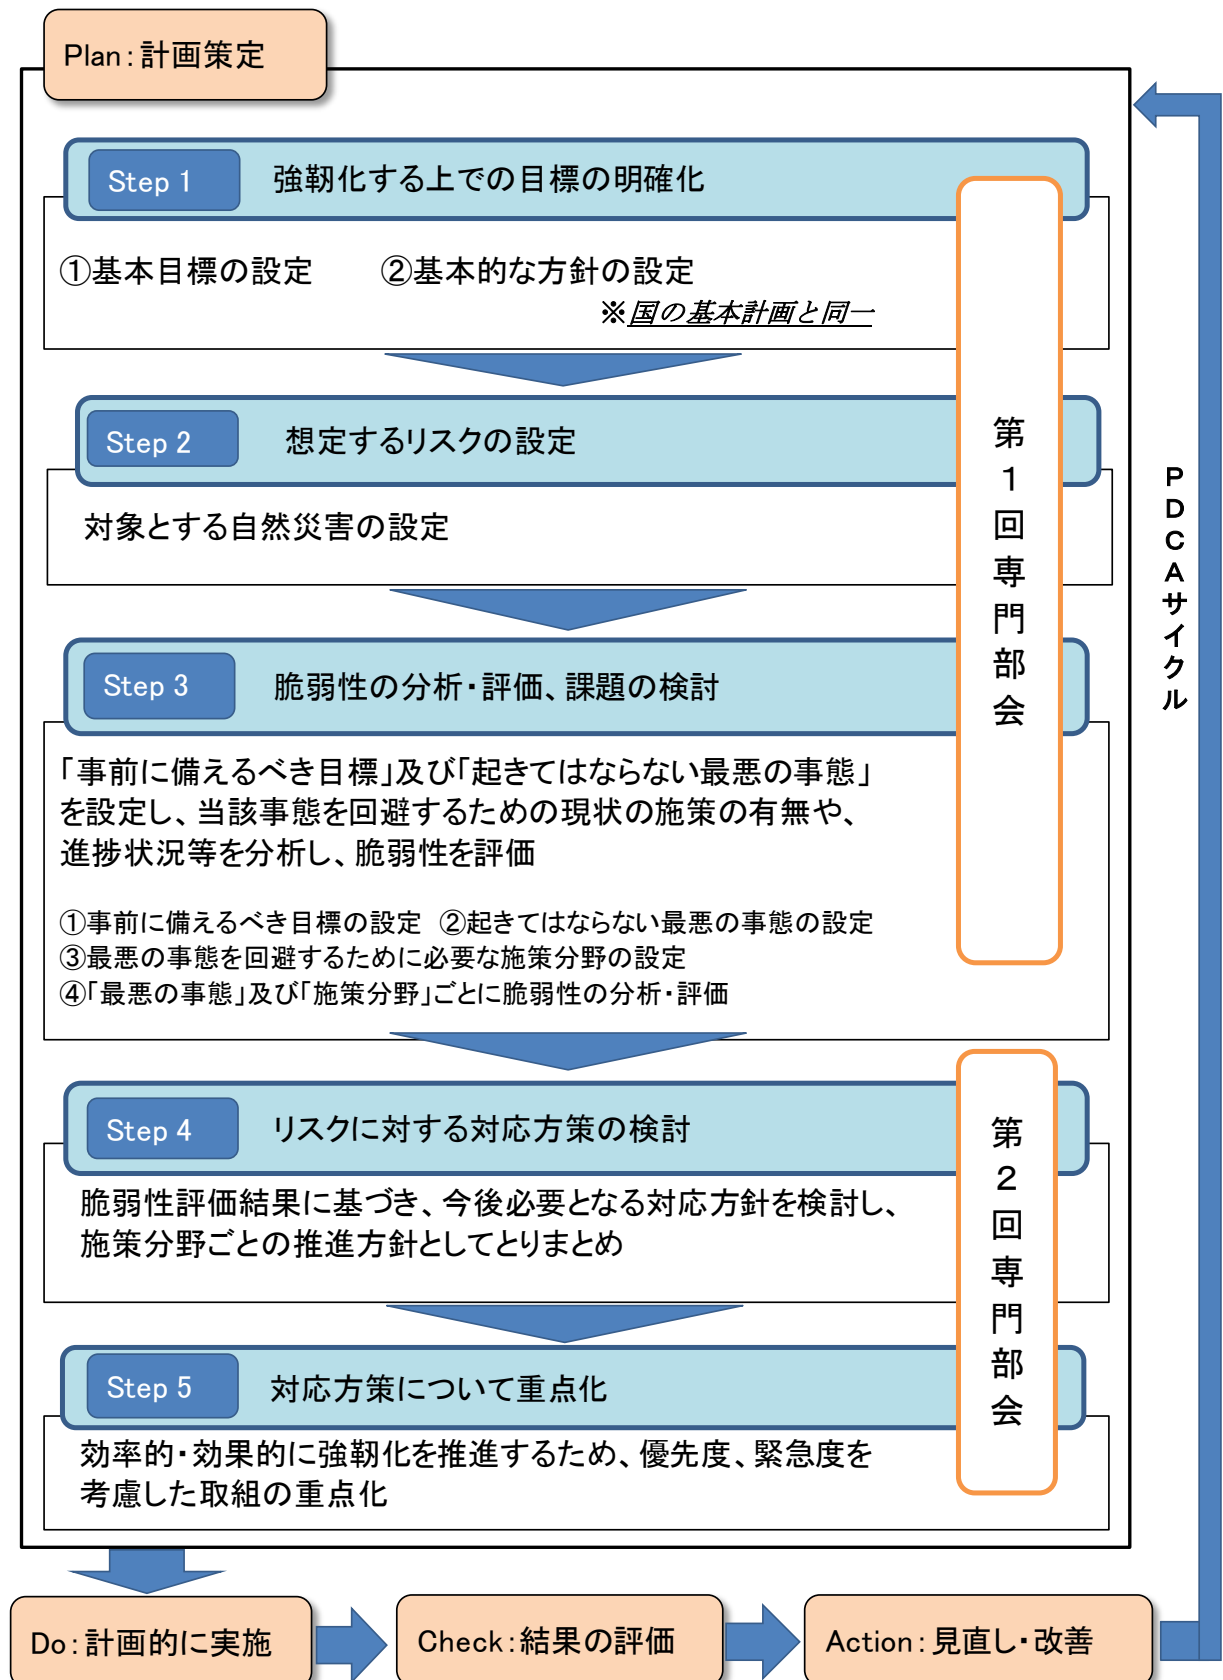 Plan:計画策定
Step 1
強靭化する上での目標の明確化
①基本目標の設定　②基本的な方針の設定
※国の基本計画と同一
Step 2
想定するリスクの設定
対象とする自然災害の設定
Step 3
脆弱性の分析・評価、課題の検討
「事前に備えるべき目標」及び「起きてはならない最悪の事態」
を設定し、当該事態を回避するための現状の施策の有無や、
進捗状況等を分析し、脆弱性を評価
①事前に備えるべき目標の設定　②起きてはならない最悪の事態の設定
③最悪の事態を回避するために必要な施策分野の設定
④「最悪の事態」及び「施策分野」ごとに脆弱性の分析・評価
第1回専門部会
Step 4
リスクに対する対応方策の検討
脆弱性評価結果に基づき、今後必要となる対応方針を検討し、
施策分野ごとの推進方針としてとりまとめ
Step 5
対応方策について重点化
効率的・効果的に強靭化を推進するため、優先度、緊急度を
考慮した取組の重点化
第2回専門部会
PDCAサイクル
Do:計画的に実施
Check:結果の評価
Action:見直し・改善